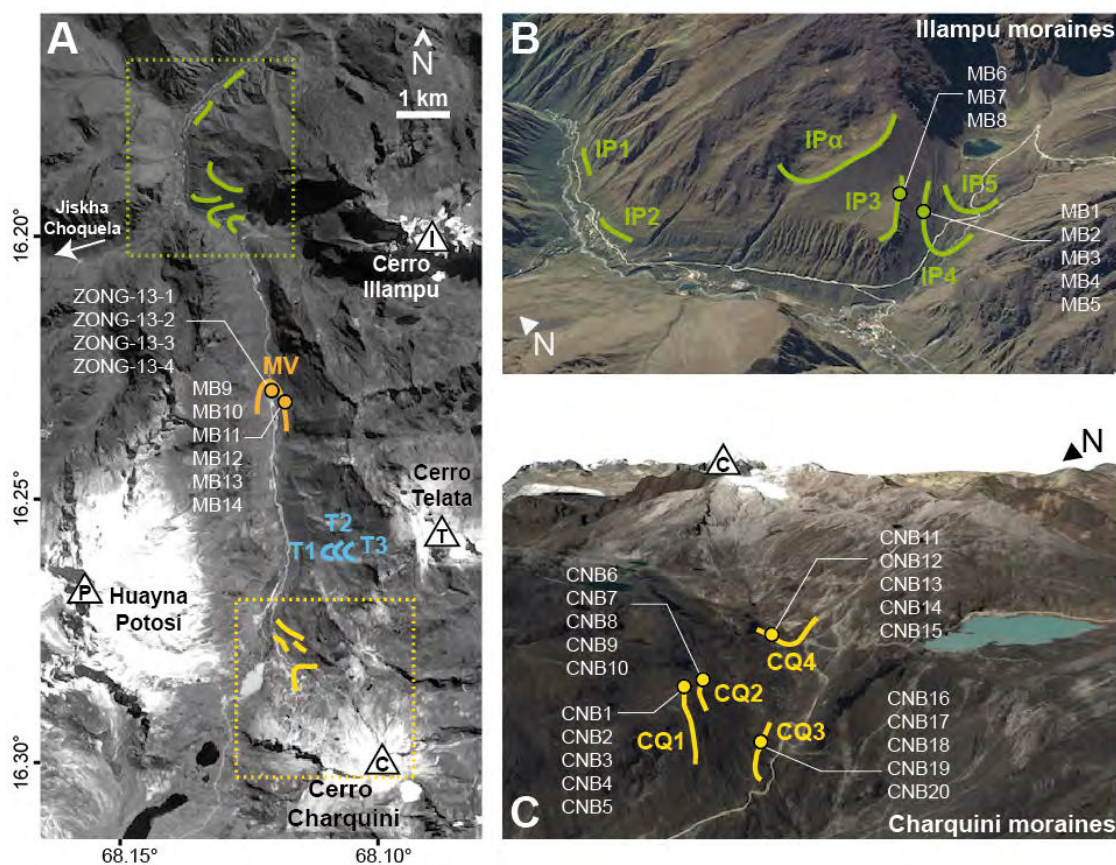 A
N
1 km
Jiskha
Choquela
16.20°
I
Cerro
Illampu
ZONG-13-1
ZONG-13-2
ZONG-13-3
ZONG-13-4
MV
MB9
MB10
MB11
MB12
MB13
MB14
16.25°
Cerro
Telata
T
T2
T1
T3
P
Huayna
Potosi
16.30°
C
Cerro
Charquini
68.15°
68.10°
B
Illampu moraines
MB6
MB7
MB8
IP1
IPα
IP2
IP3
IP5
IP4
MB1
MB2
MB3
MB4
MB5
N
N
C
CNB11
CNB12
CNB13
CNB14
CNB15
CNB6
CNB7
CNB8
CNB9
CNB10
CQ4
CQ2
CNB1
CNB2
CNB3
CNB4
CNB5
CQ1
CQ3
CNB16
CNB17
CNB18
CNB19
CNB20
C
Charquini moraines